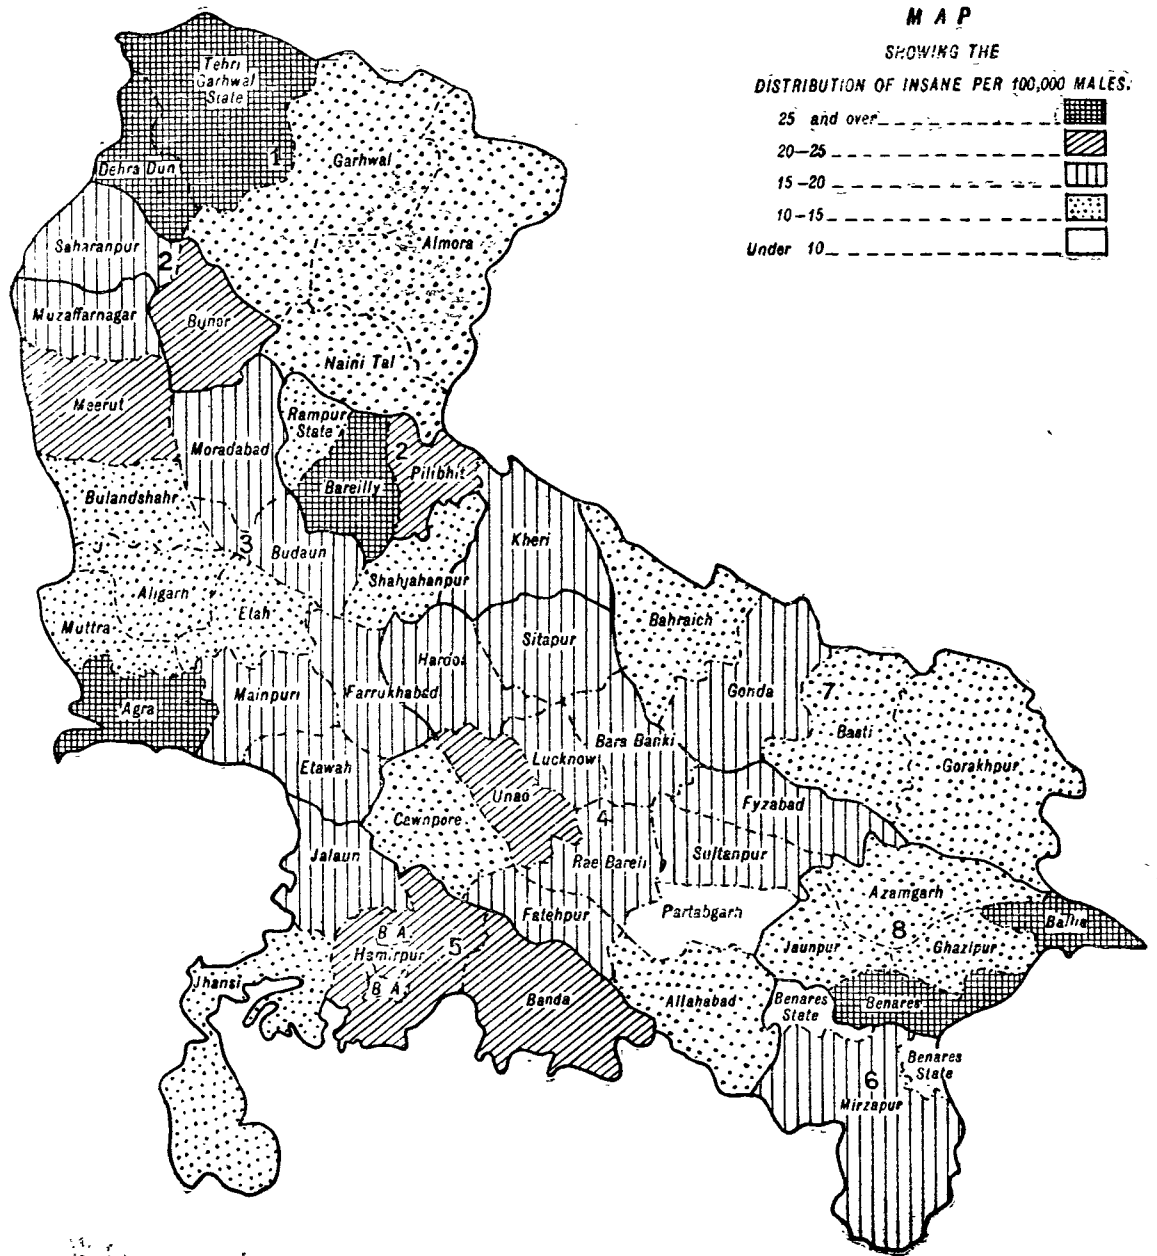 MAP
SHOWING THE
DISTRIBUTION OF INSANE PER 100,000 MALES.
25 and over
20–25
15–20
10–15
Under 10
Tehri
Garhwal
State
1
Garhwal
Dehra Dun
Almora
Saharanpur
2
Muzaffarnagar
Bijnor
Naini Tal
Meerut
Rampur
State
Moradabad
2
Pilibhit
Bareilly
Bulandshahr
3
Budaun
Kheri
Shahjahanpur
Aligarh
Etah
Muttra
Bahraich
Sitapur
Hardoi
Mainpuri
Farrukhabad
Gonda
7
Agra
Basti
Bara Banki
Lucknow
Etawah
Gorakhpur
Unao
Fyzabad
Cawnpore
4
Jalaun
Rae Bareli
Sultanpur
Azamgarh
Fatehpur
Partabgarh
Ballia
B A
8
Hamirpur
5
Jaunpur
Ghazipur
Jhansi
B A
Banda
Allahabad
Benares
State
Benares
Benares
State
6
Mirzapur